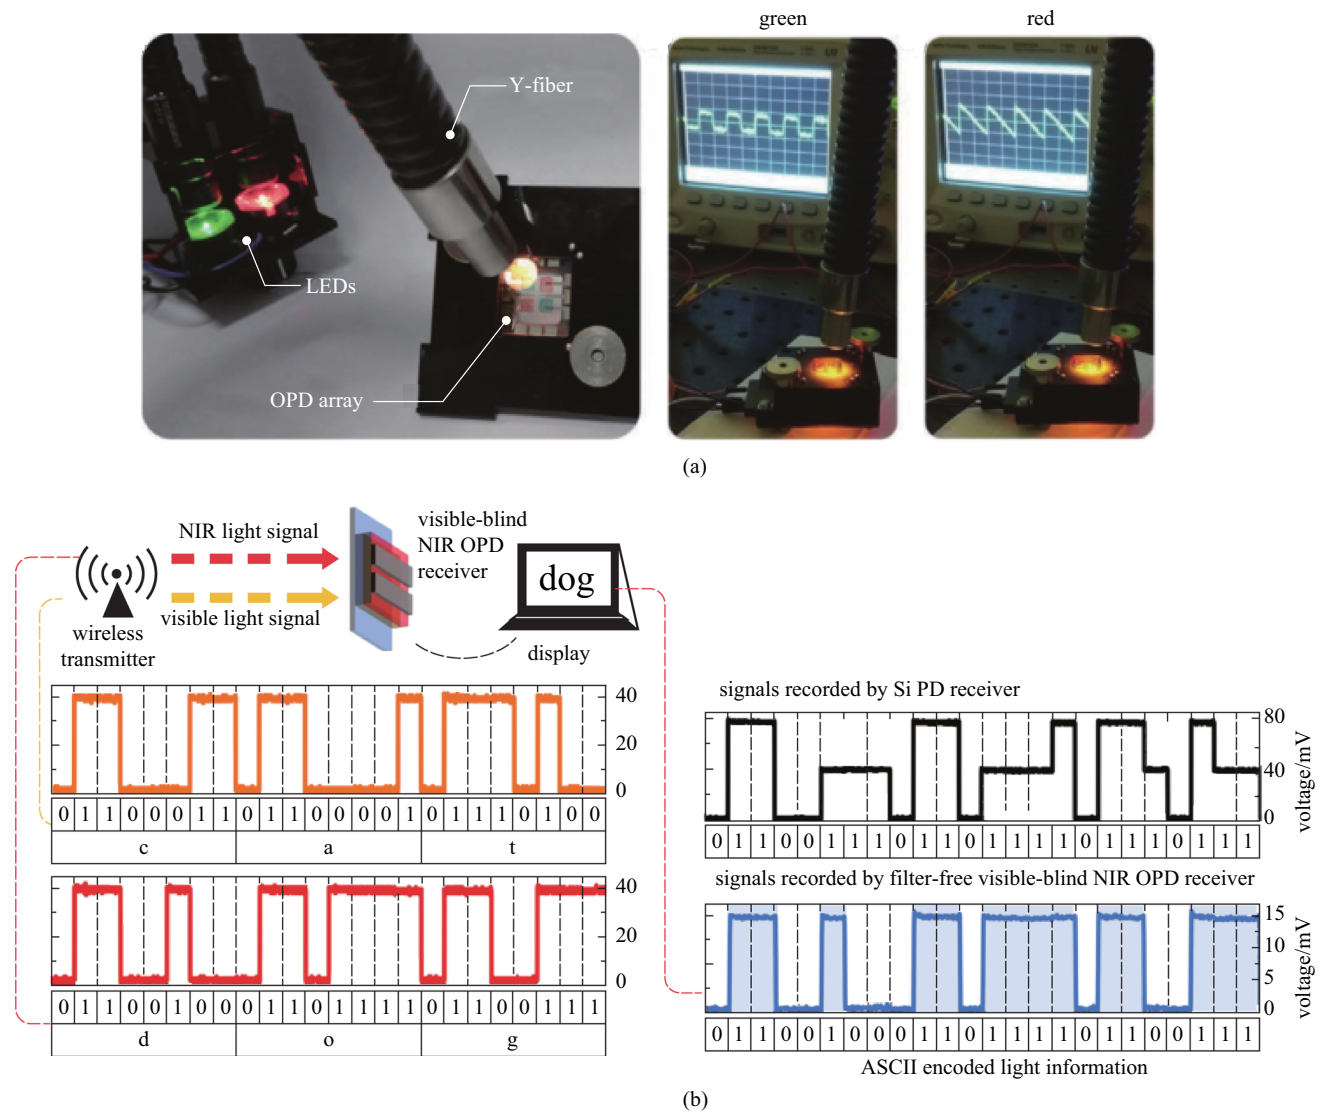 green
red
Y-fiber
LEDs
OPD array
(a)
NIR light signal
visible light signal
wireless
transmitter
visible-blind
NIR OPD
receiver
dog
display
40
20
0
0 1 1 0 0 0 1 1 0 1 1 0 0 0 0 1 0 1 1 1 0 1 0 0
c a t
40
20
0
0 1 1 0 0 1 0 0 0 1 1 0 1 1 1 1 0 1 1 0 0 1 1 1
d o g
signals recorded by Si PD receiver
80
40
0
voltage/mV
0 1 1 0 0 1 1 1 0 1 1 0 1 1 1 1 0 1 1 1 0 1 1 1
signals recorded by filter-free visible-blind NIR OPD receiver
15
10
5
0
voltage/mV
0 1 1 0 0 1 0 0 0 1 1 0 1 1 1 1 0 1 1 0 0 1 1 1
ASCII encoded light information
(b)